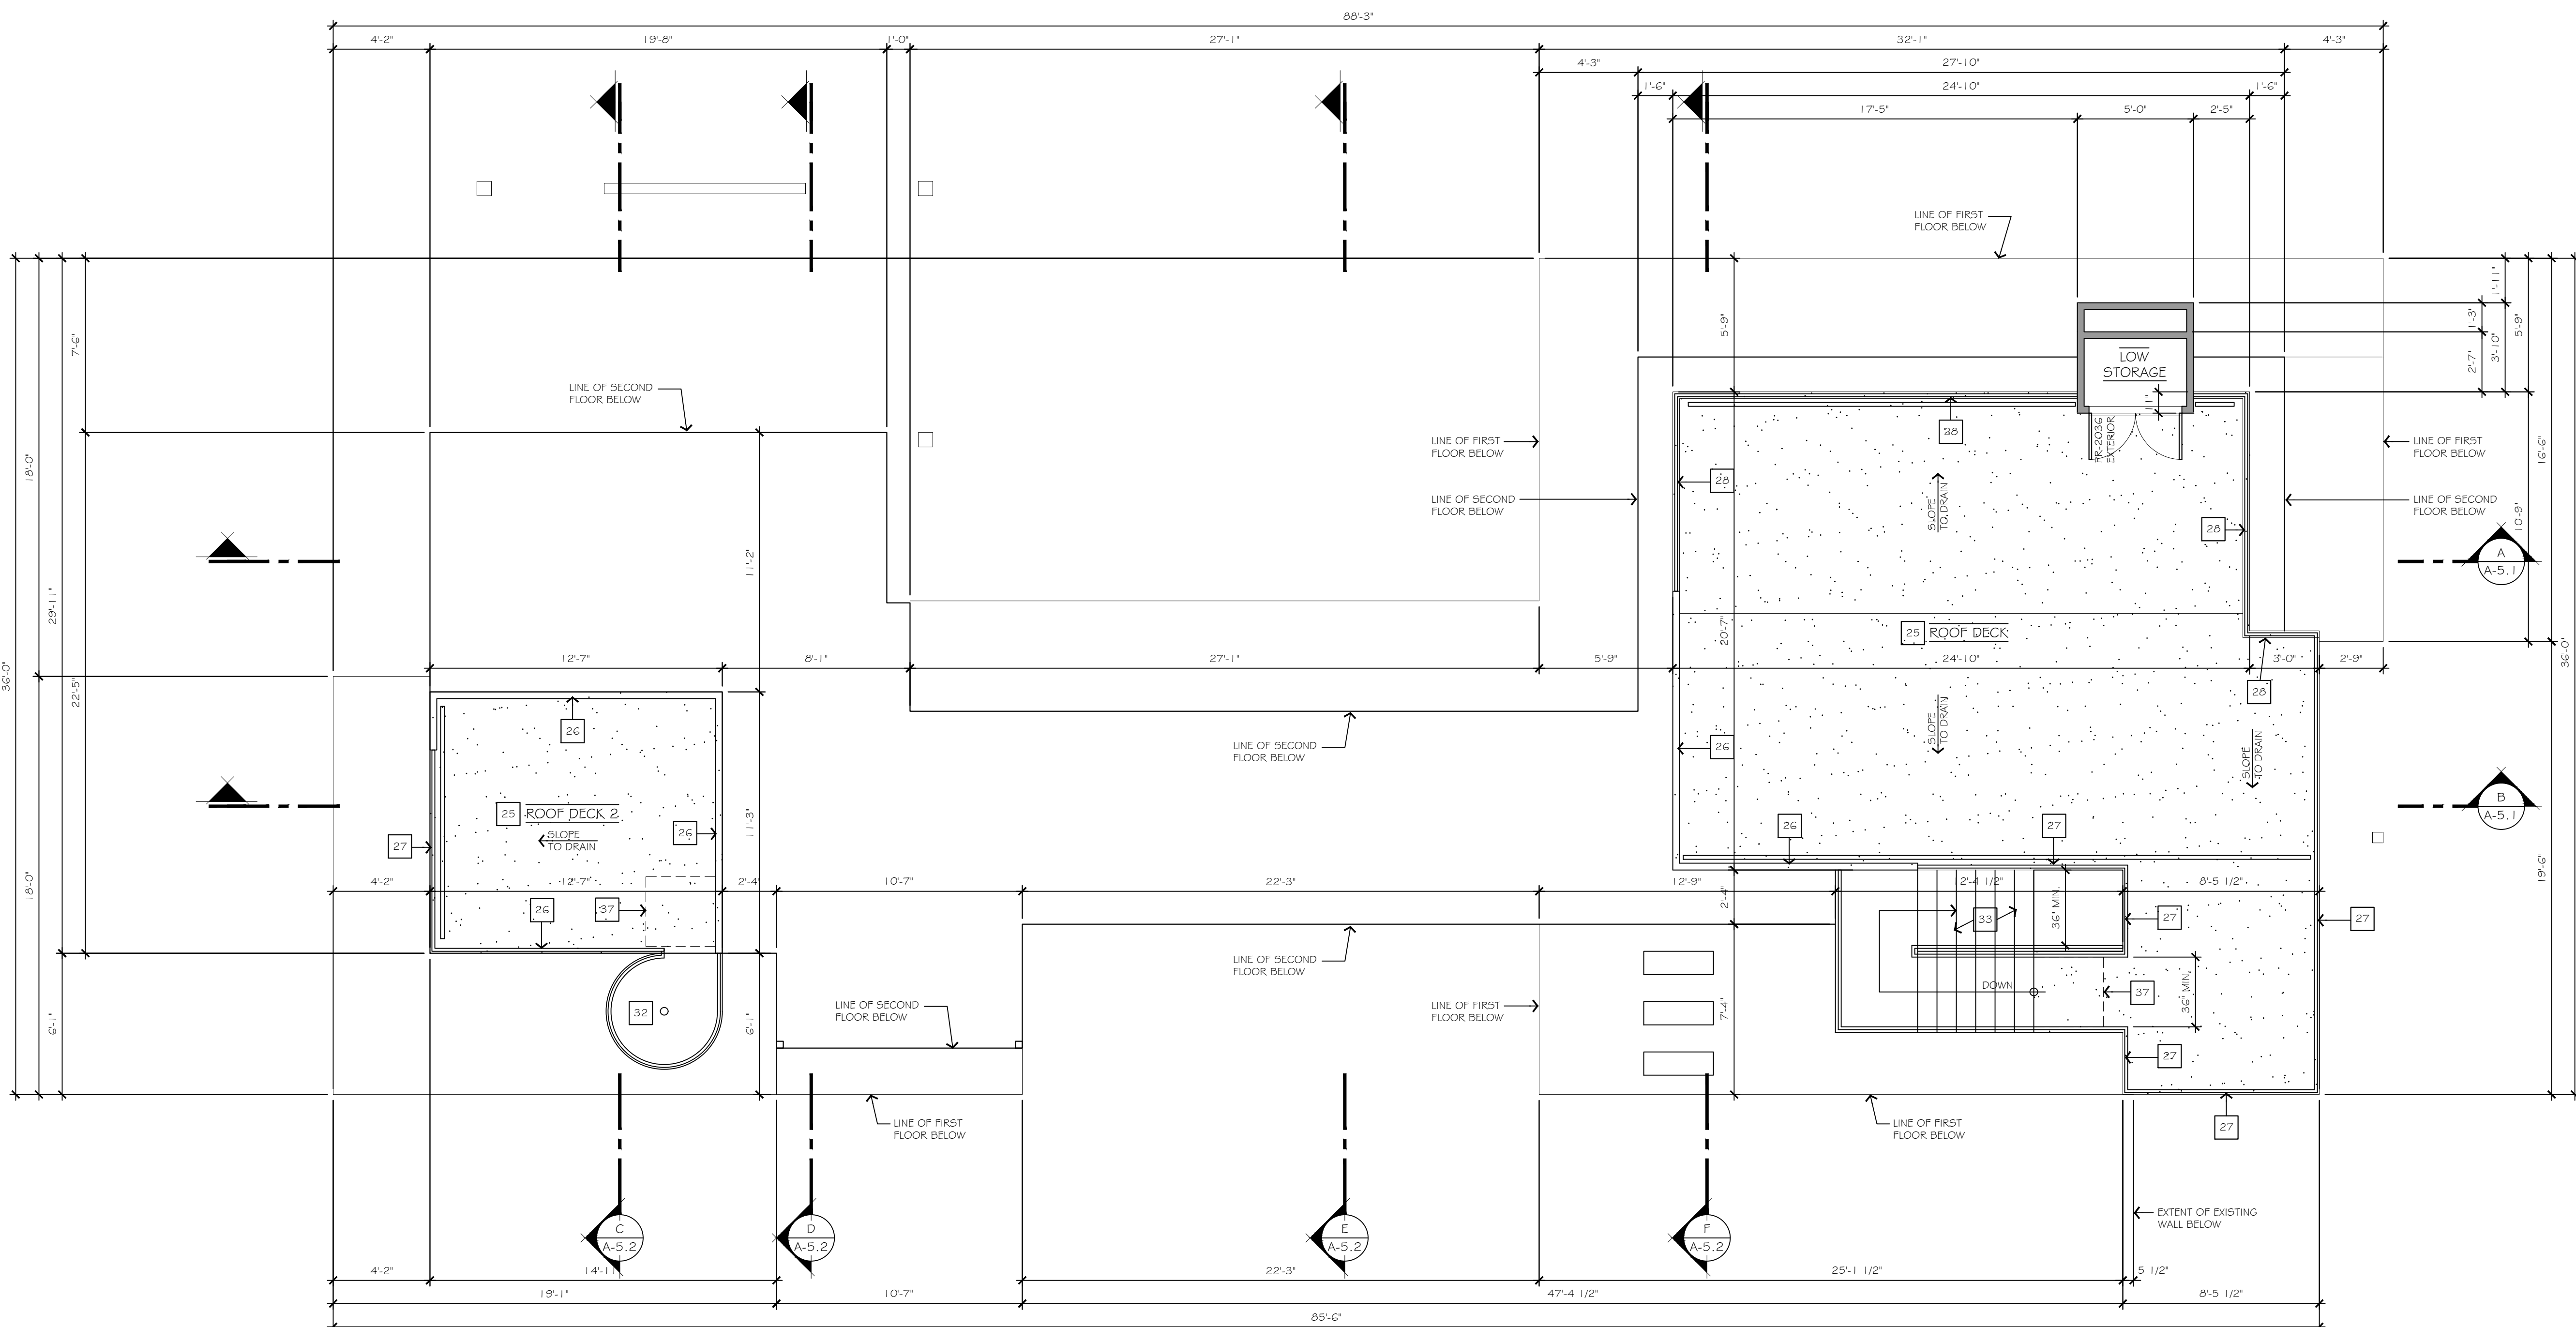 88'-3"
4'-2"
19'-8"
1'-0"
27'-1"
32'-1"
4'-3"
4'-3"
27'-10"
1'-6"
24'-10"
1'-6"
17'-5"
5'-0"
2'-5"
LINE OF FIRST
FLOOR BELOW
1'-11"
1'-3"
2'-7"
3'-10"
5'-9"
5'-9"
7'-6"
LOW
STORAGE
11"
PR-2036
EXTERIOR
LINE OF SECOND
FLOOR BELOW
28
LINE OF FIRST
FLOOR BELOW
LINE OF FIRST
FLOOR BELOW
16'-6"
18'-0"
28
LINE OF SECOND
FLOOR BELOW
SLOPE
TO DRAIN
28
LINE OF SECOND
FLOOR BELOW
10'-9"
11'-2"
A
A-5.1
29'-11"
36'-0"
22'-5"
20'-7"
25
ROOF DECK
36'-0"
12'-7"
8'-1"
27'-1"
5'-9"
24'-10"
3'-0"
2'-9"
28
26
LINE OF SECOND
FLOOR BELOW
26
SLOPE
TO DRAIN
SLOPE
TO DRAIN
25
ROOF DECK 2
SLOPE
TO DRAIN
26
27
11'-3"
26
27
B
A-5.1
18'-0"
19'-6"
4'-2"
12'-7"
2'-4"
10'-7"
22'-3"
12'-9"
12'-4 1/2"
8'-5 1/2"
26
37
2'-4"
33
36" MIN.
27
27
LINE OF SECOND
FLOOR BELOW
32
LINE OF SECOND
FLOOR BELOW
LINE OF FIRST
FLOOR BELOW
DOWN
37
36" MIN.
6'-1"
6'-1"
7'-4"
27
LINE OF FIRST
FLOOR BELOW
LINE OF FIRST
FLOOR BELOW
27
EXTENT OF EXISTING
WALL BELOW
C
A-5.2
D
A-5.2
E
A-5.2
F
A-5.2
4'-2"
14'-11"
22'-3"
25'-1 1/2"
5 1/2"
19'-1"
10'-7"
47'-4 1/2"
8'-5 1/2"
85'-6"